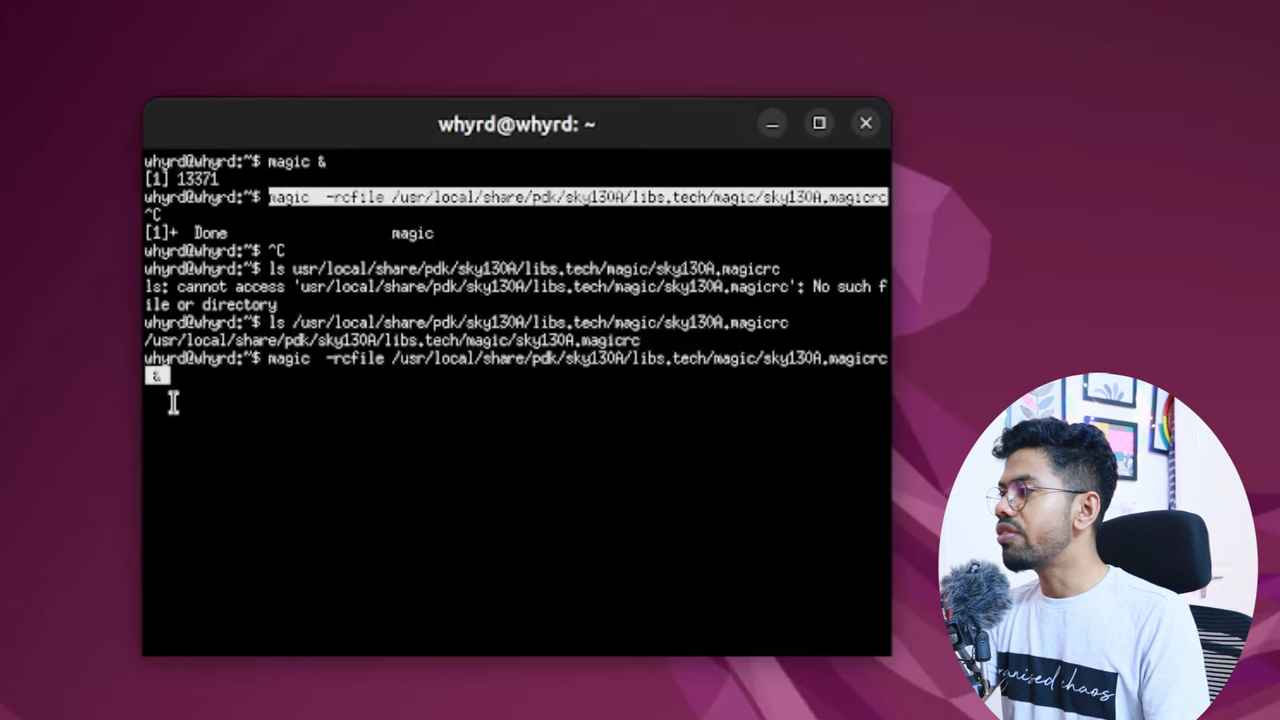 whyrd@whyrd: ~
whyrd@whyrd:~$ magic &
[1] 13371
whyrd@whyrd:~$ magic  -rcfile /usr/local/share/pdk/sky130A/libs.tech/magic/sky130A.magicrc
^C
[1]+  Done                    magic
whyrd@whyrd:~$ ^C
whyrd@whyrd:~$ ls usr/local/share/pdk/sky130A/libs.tech/magic/sky130A.magicrc
ls: cannot access 'usr/local/share/pdk/sky130A/libs.tech/magic/sky130A.magicrc': No such f
ile or directory
whyrd@whyrd:~$ ls /usr/local/share/pdk/sky130A/libs.tech/magic/sky130A.magicrc
/usr/local/share/pdk/sky130A/libs.tech/magic/sky130A.magicrc
whyrd@whyrd:~$ magic  -rcfile /usr/local/share/pdk/sky130A/libs.tech/magic/sky130A.magicrc
&
chaos